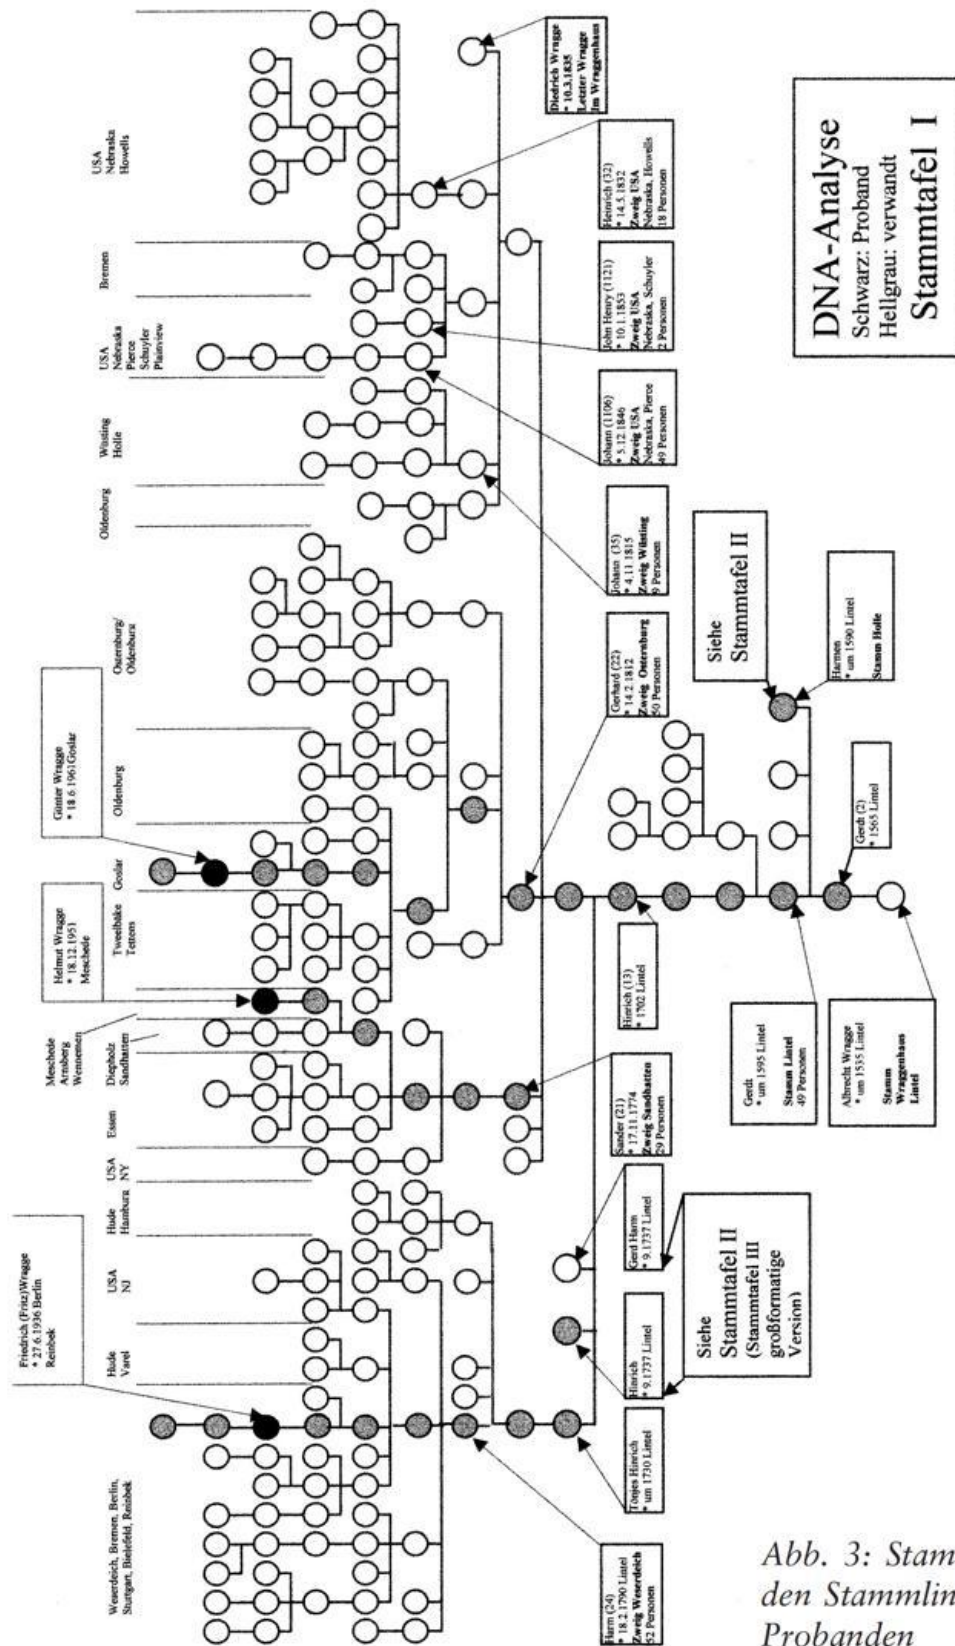 USA
Nebraska
Howells
Bremen
USA
Nebraska
Pierce
Schuyler
Plainview
Wüsting
Holle
Oldenburg
Osternburg/
Oldenburg
Oldenburg
Goslar
Tweelbäke
Tettens
Meschede
Arnsberg
Wennemen
Diepholz
Sandhatten
Essen
USA
NY
Hude
Hamburg
USA
NJ
Hude
Varel
Weserdeich, Bremen, Berlin,
Stuttgart, Bielefeld, Reinbek
Günter Wragge
* 18.6.1961Goslar
Helmut Wragge
* 18.12.1951
Meschede
Friedrich (Fritz)Wragge
* 27.6.1936 Berlin
Reinbek
Diedrich Wragge
* 10.3.1835
Letzter Wragge
Im Wraggenhaus
Heinrich (32)
* 14.5.1832
Zweig USA
Nebraska, Howells
18 Personen
John Henry (1121)
* 10.1.1853
Zweig USA
Nebraska, Schuyler
2 Personen
Johann (1106)
* 5.12.1846
Zweig USA
Nebraska, Pierce
49 Personen
Johann (35)
* 4.11.1815
Zweig Wüsting
9 Personen
Gerhard (22)
* 14.2.1812
Zweig Osternburg
50 Personen
Hinrich (13)
* 1702 Lintel
Sander (21)
* 17.11.1774
Zweig Sandhatten
29 Personen
Gerd Harm
* 9.1737 Lintel
Hinrich
* 9.1737 Lintel
Tönjes Hinrich
* um 1730 Lintel
Harm (24)
* 18.2.1790 Lintel
Zweig Weserdeich
52 Personen
Siehe
Stammtafel II
Harmen
* um 1590 Lintel
Stamm Holle
Gerdt (2)
* 1565 Lintel
Gerdt
* um 1595 Lintel
Stamm Lintel
49 Personen
Albrecht Wragge
* um 1535 Lintel
Stamm
Wraggenhaus
Lintel
Siehe
Stammtafel II
(Stammtafel III
großformatige
Version)
DNA-Analyse
Schwarz: Proband
Hellgrau: verwandt
Stammtafel I
Abb. 3: Stam
den Stammlin
Probanden